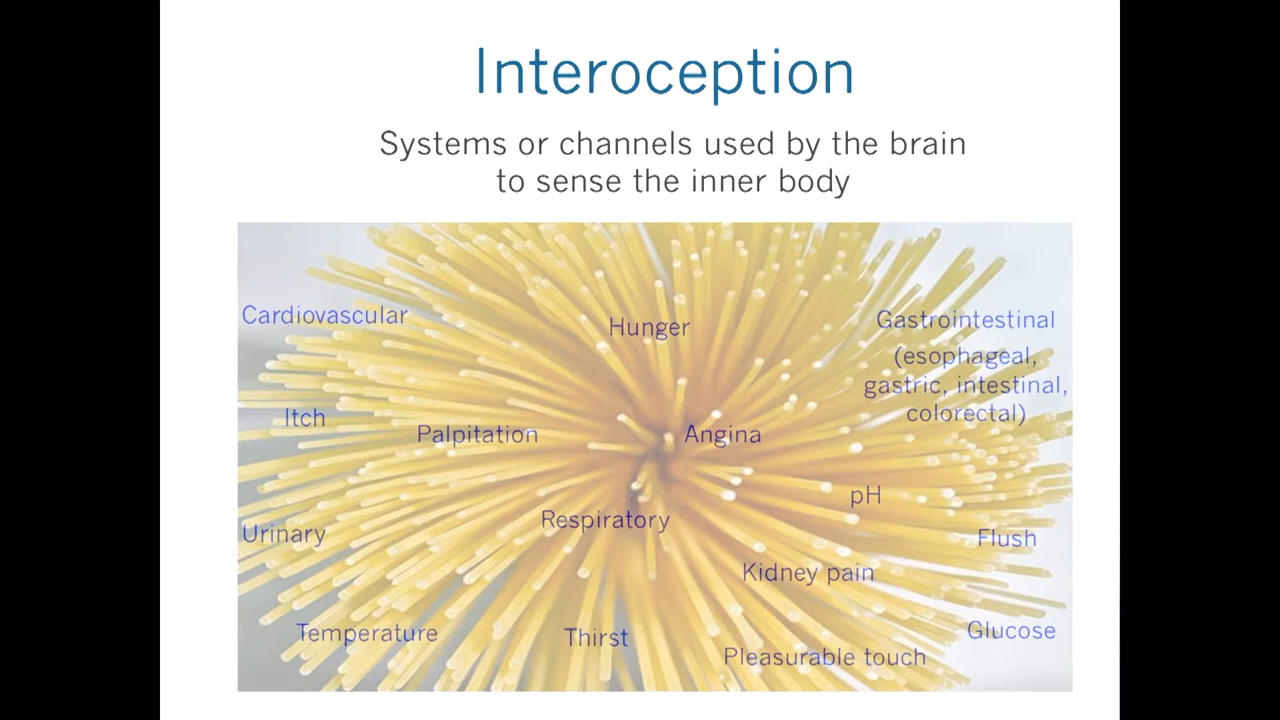 Interoception
Systems or channels used by the brain
to sense the inner body
Cardiovascular
Hunger
Gastrointestinal
(esophageal,
gastric, intestinal,
colorectal)
Itch
Palpitation
Angina
pH
Respiratory
Urinary
Flush
Kidney pain
Temperature
Thirst
Glucose
Pleasurable touch